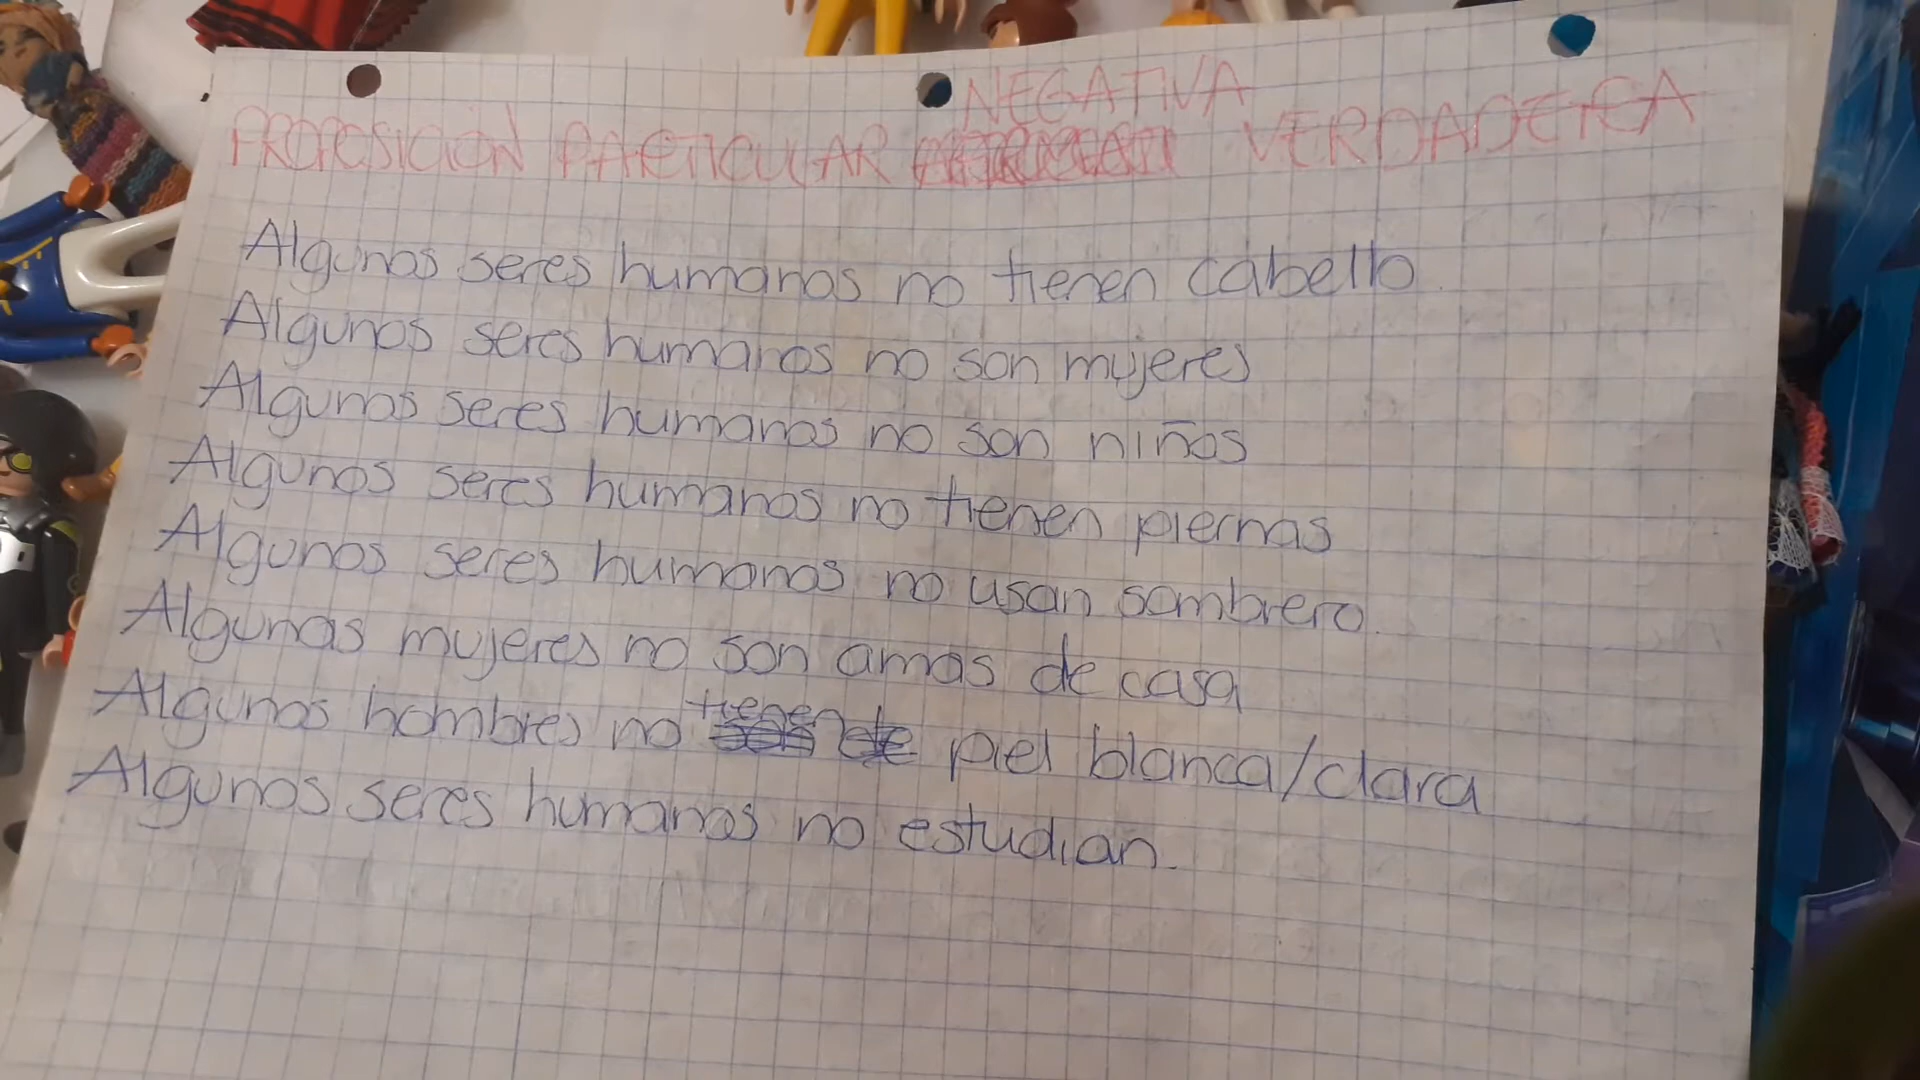 NEGATIVA
PROPOSICIÓN PARTICULAR VERDADERA
Algunos seres humanos no tienen cabello.
Algunos seres humanos no son mujeres
Algunos seres humanos no son niños
Algunos seres humanos no tienen piernas
Algunos seres humanos no usan sombrero.
Algunas mujeres no son amas de casa
Algunos hombres no tienen piel blanca/clara
Algunos seres humanos no estudian.